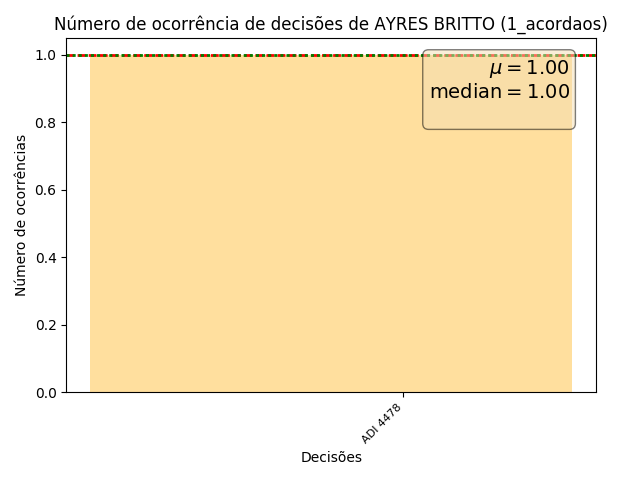 Número de ocorrência de decisões de AYRES BRITTO (1_acordaos)
μ = 1.00
median = 1.00
Número de ocorrências
1.0
0.8
0.6
0.4
0.2
0.0
ADI 4478
Decisões